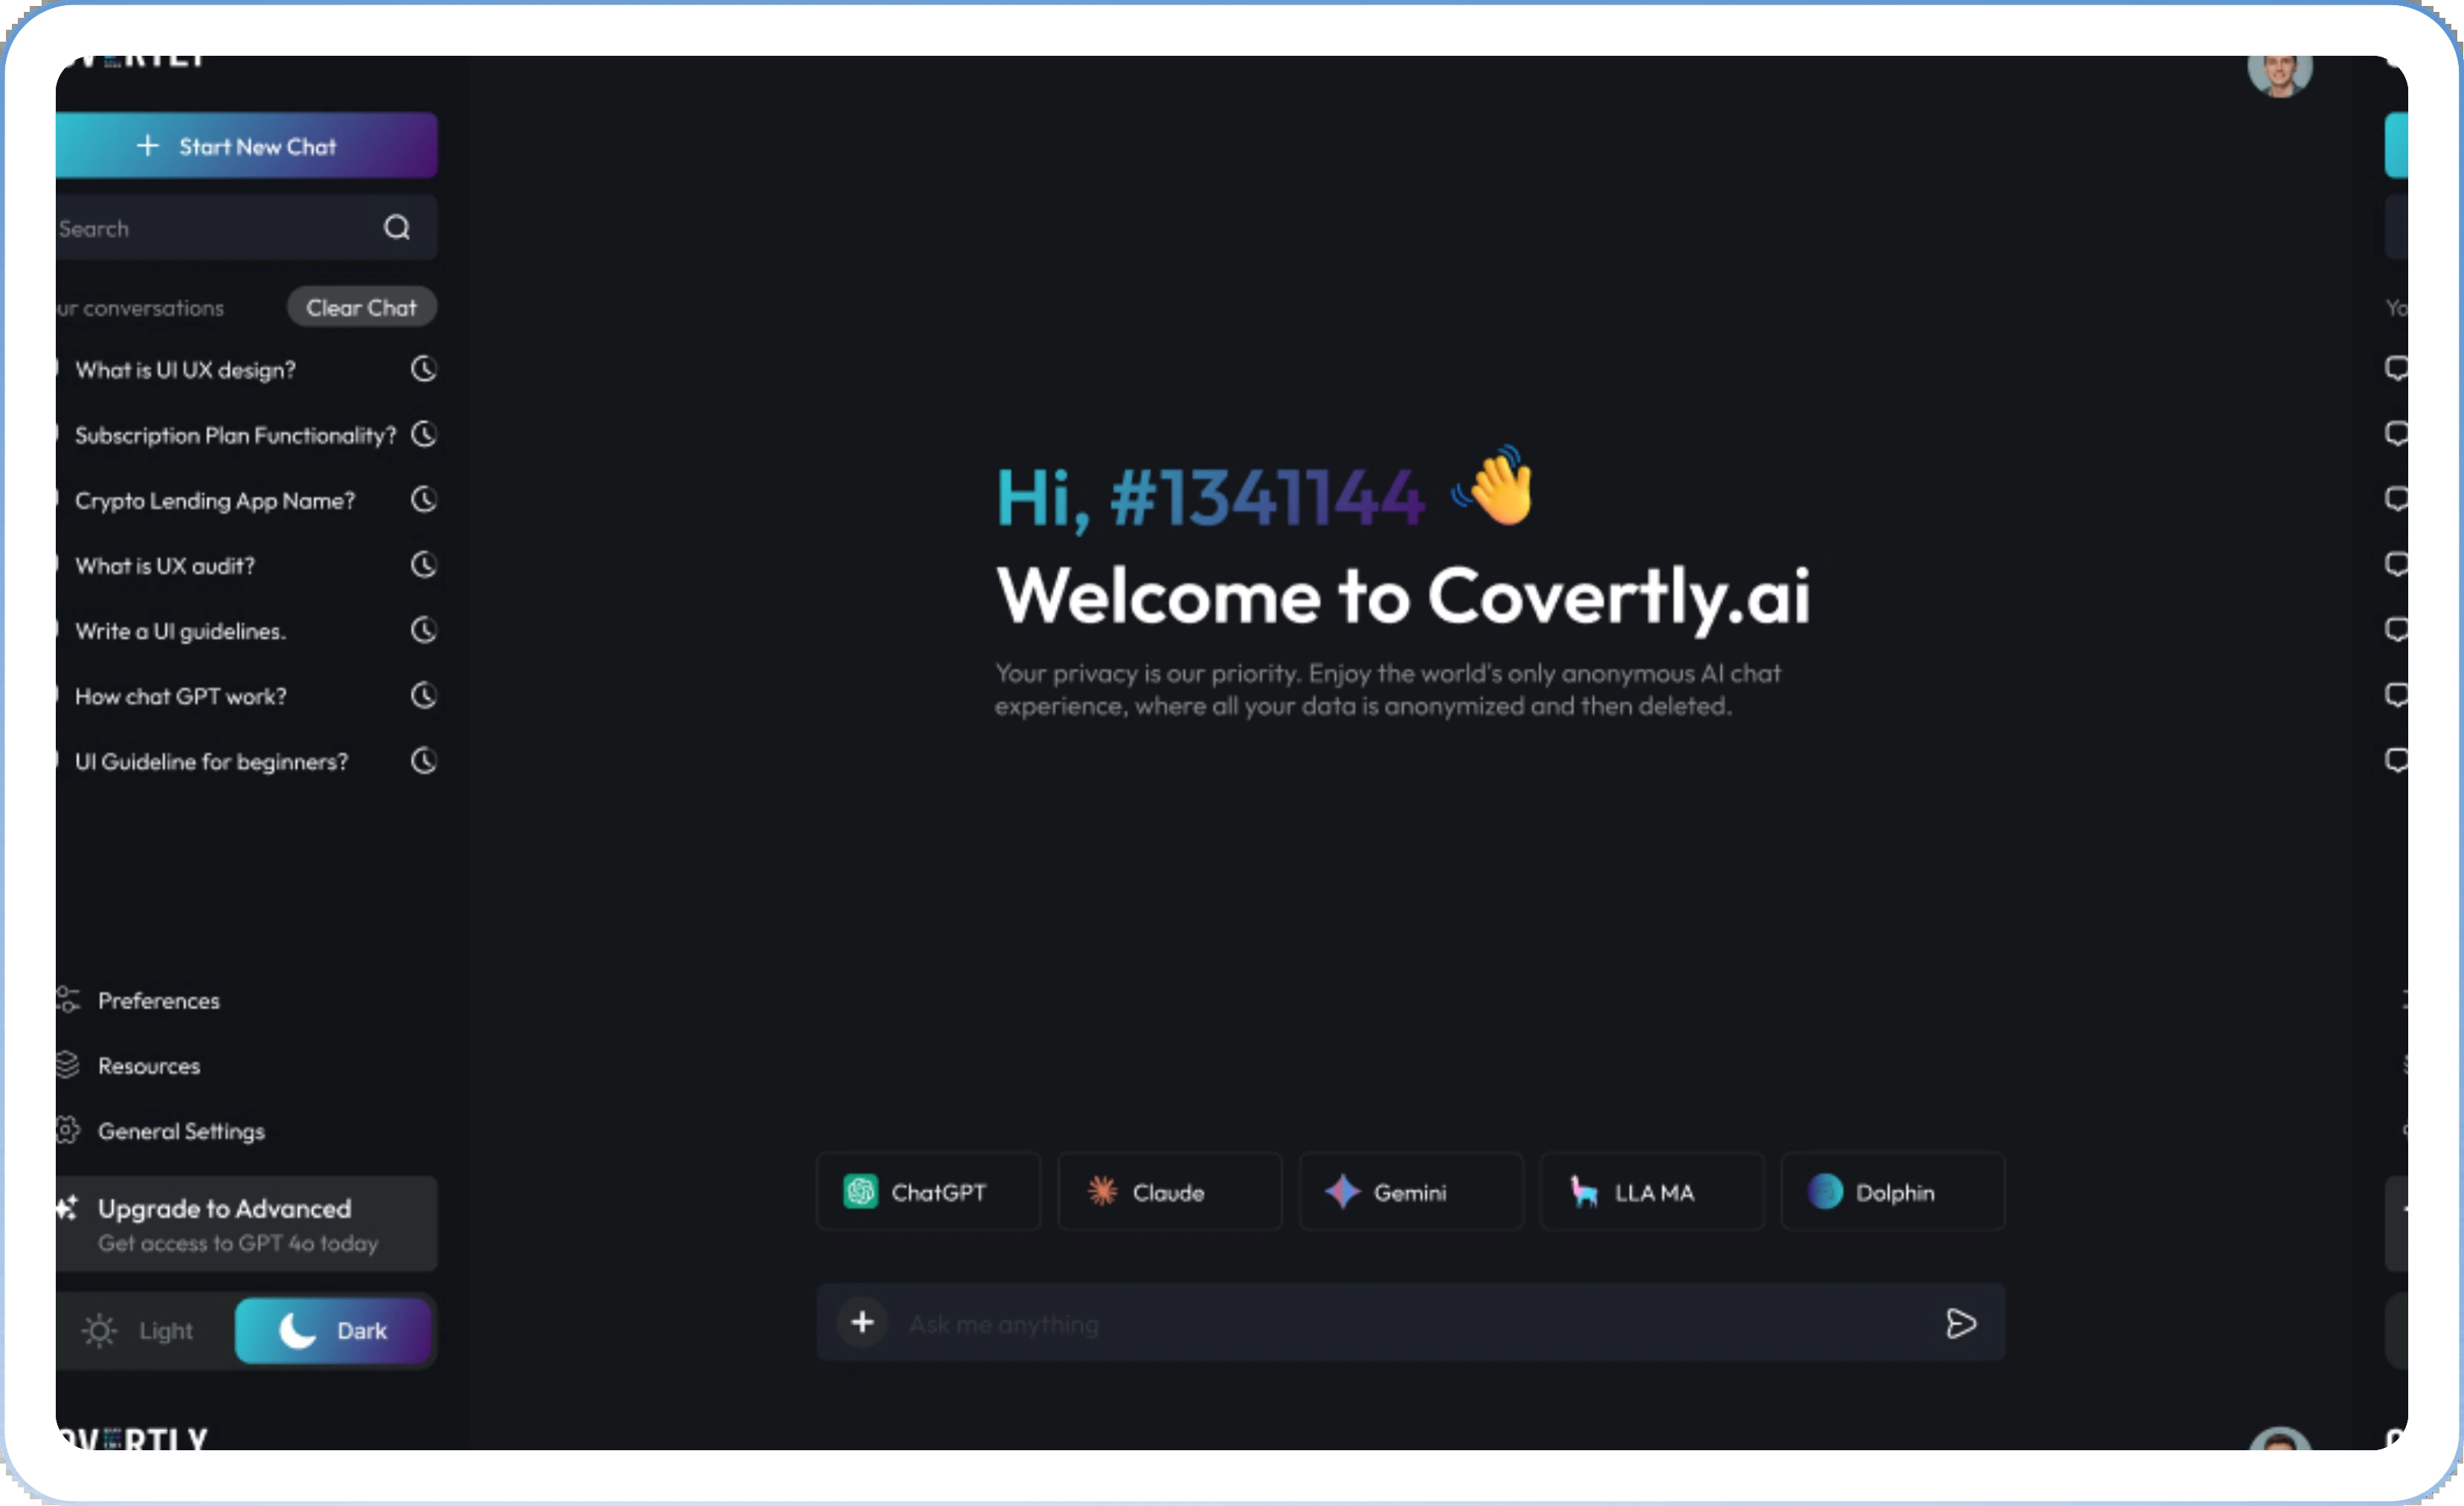 Start New Chat
Search
ur conversations
Clear Chat
What is UI UX design?
Subscription Plan Functionality?
Crypto Lending App Name?
What is UX audit?
Write a UI guidelines.
How chat GPT work?
UI Guideline for beginners?
Preferences
Resources
General Settings
Upgrade to Advanced
Get access to GPT 4o today
Light
Dark
OVERTLY
Hi, #1341144
Welcome to Covertly.ai
Your privacy is our priority. Enjoy the world's only anonymous AI chat
experience, where all your data is anonymized and then deleted.
ChatGPT
Claude
Gemini
LLA MA
Dolphin
Ask me anything
Yo